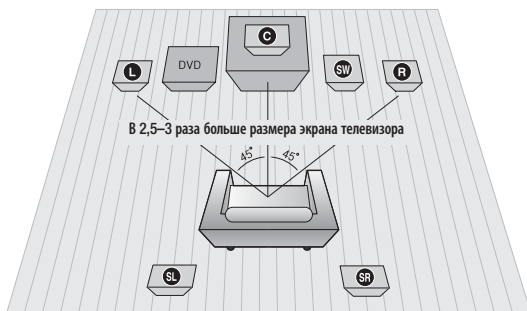 C
L
DVD
SW
R
В 2,5–3 раза больше размера экрана телевизора
45° 45°
SL
SR